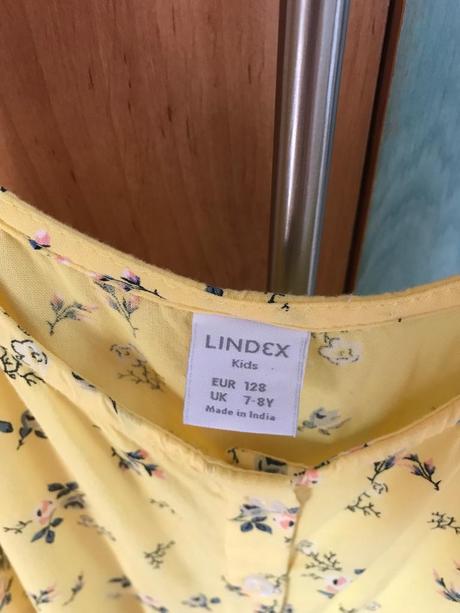 LINDEX
Kids
EUR 128
UK 7-8Y
Made in India